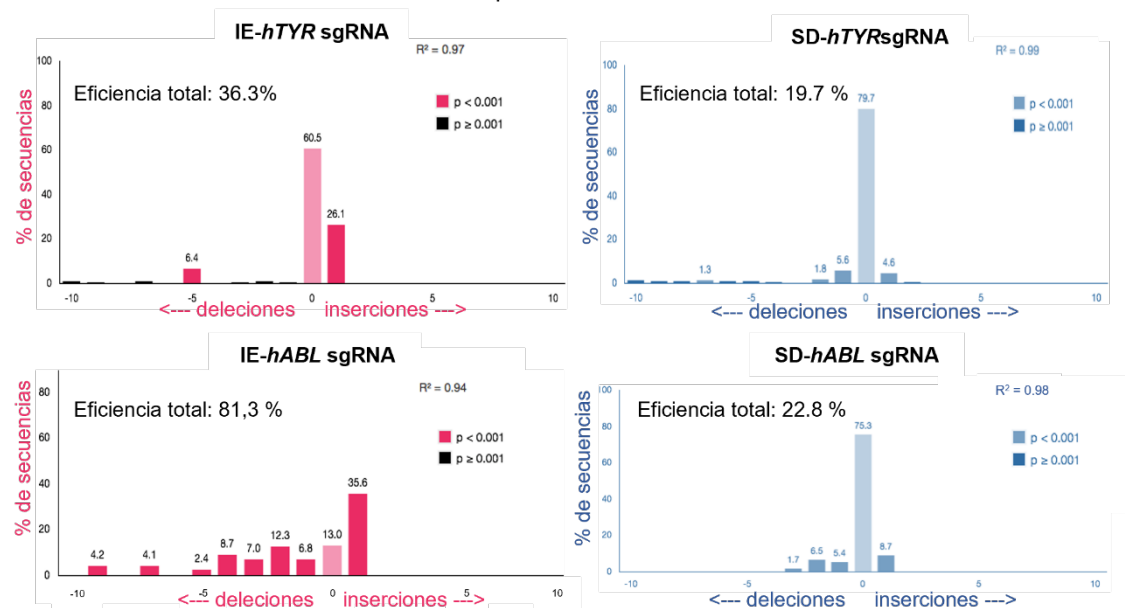 IE-hTYR sgRNA
R² = 0.97
Eficiencia total: 36.3%
p < 0.001
p ≥ 0.001
% de secuencias
100
80
60
40
20
0
6.4
60.5
26.1
-10
-5
0
5
10
<--- deleciones inserciones --->
SD-hTYRsgRNA
R² = 0.99
Eficiencia total: 19.7 %
p < 0.001
p ≥ 0.001
% de secuencias
100
80
60
40
20
0
1.3
1.8
5.6
79.7
4.6
-10
-5
0
5
10
<--- deleciones inserciones --->
IE-hABL sgRNA
R² = 0.94
Eficiencia total: 81,3 %
p < 0.001
p ≥ 0.001
% de secuencias
80
60
40
20
0
4.2
4.1
2.4
8.7
7.0
12.3
6.8
13.0
35.6
-10
-5
0
5
10
<--- deleciones inserciones --->
SD-hABL sgRNA
R² = 0.98
Eficiencia total: 22.8 %
p < 0.001
p ≥ 0.001
% de secuencias
100
80
60
40
20
0
1.7
6.5
5.4
75.3
8.7
-10
-5
0
5
10
<--- deleciones inserciones --->